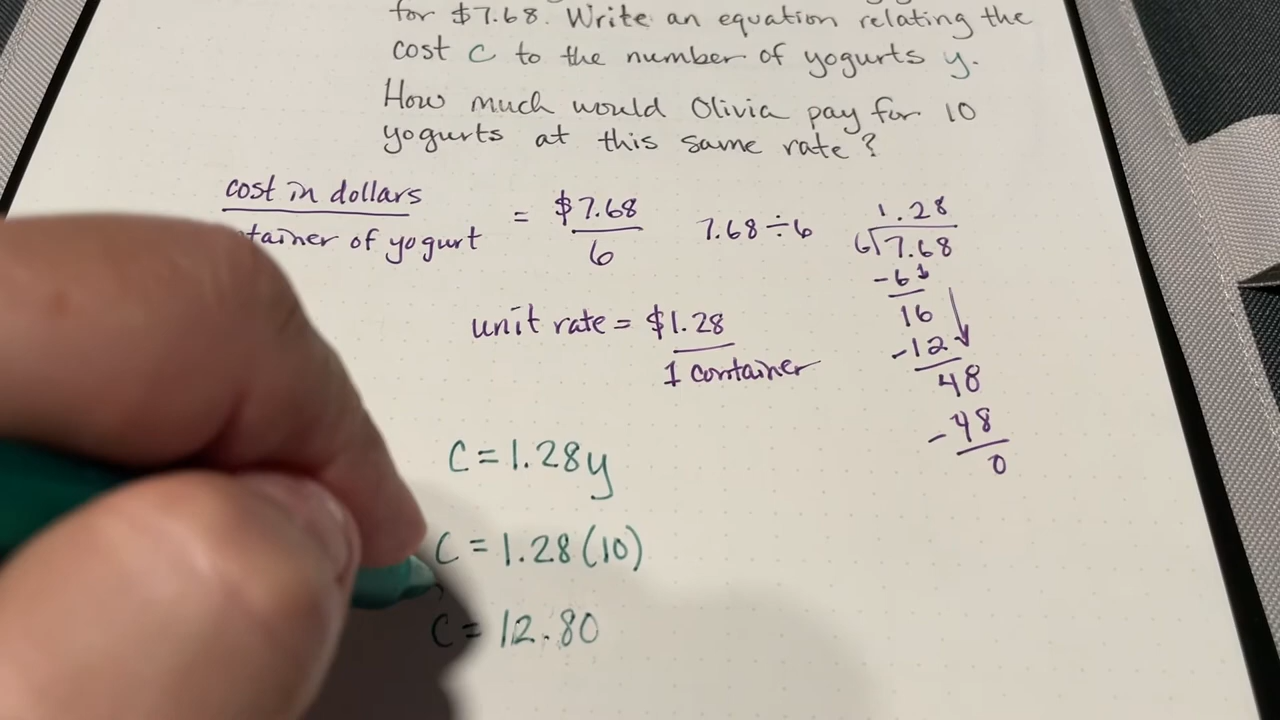 for $7.68. Write an equation relating the
cost C to the number of yogurts y.
How much would Olivia pay for 10
yogurts at this same rate?
cost in dollars
tainer of yogurt
= $7.68
6
7.68÷6
1.28
6)7.68
-6
16
-12
48
-48
0
unit rate = $1.28
1 container
C = 1.28y
C = 1.28(10)
C = 12.80